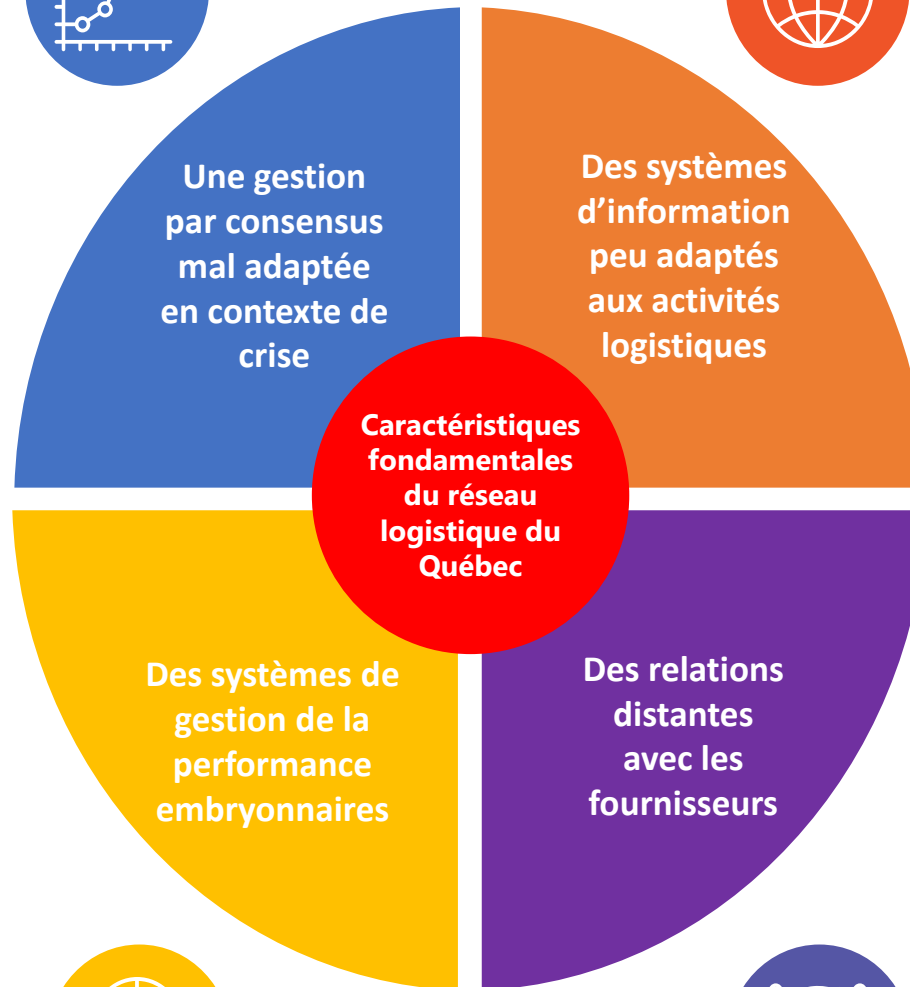 Une gestion
par consensus
mal adaptée
en contexte de
crise
Des systèmes
d’information
peu adaptés
aux activités
logistiques
Caractéristiques
fondamentales
du réseau
logistique du
Québec
Des systèmes de
gestion de la
performance
embryonnaires
Des relations
distantes
avec les
fournisseurs